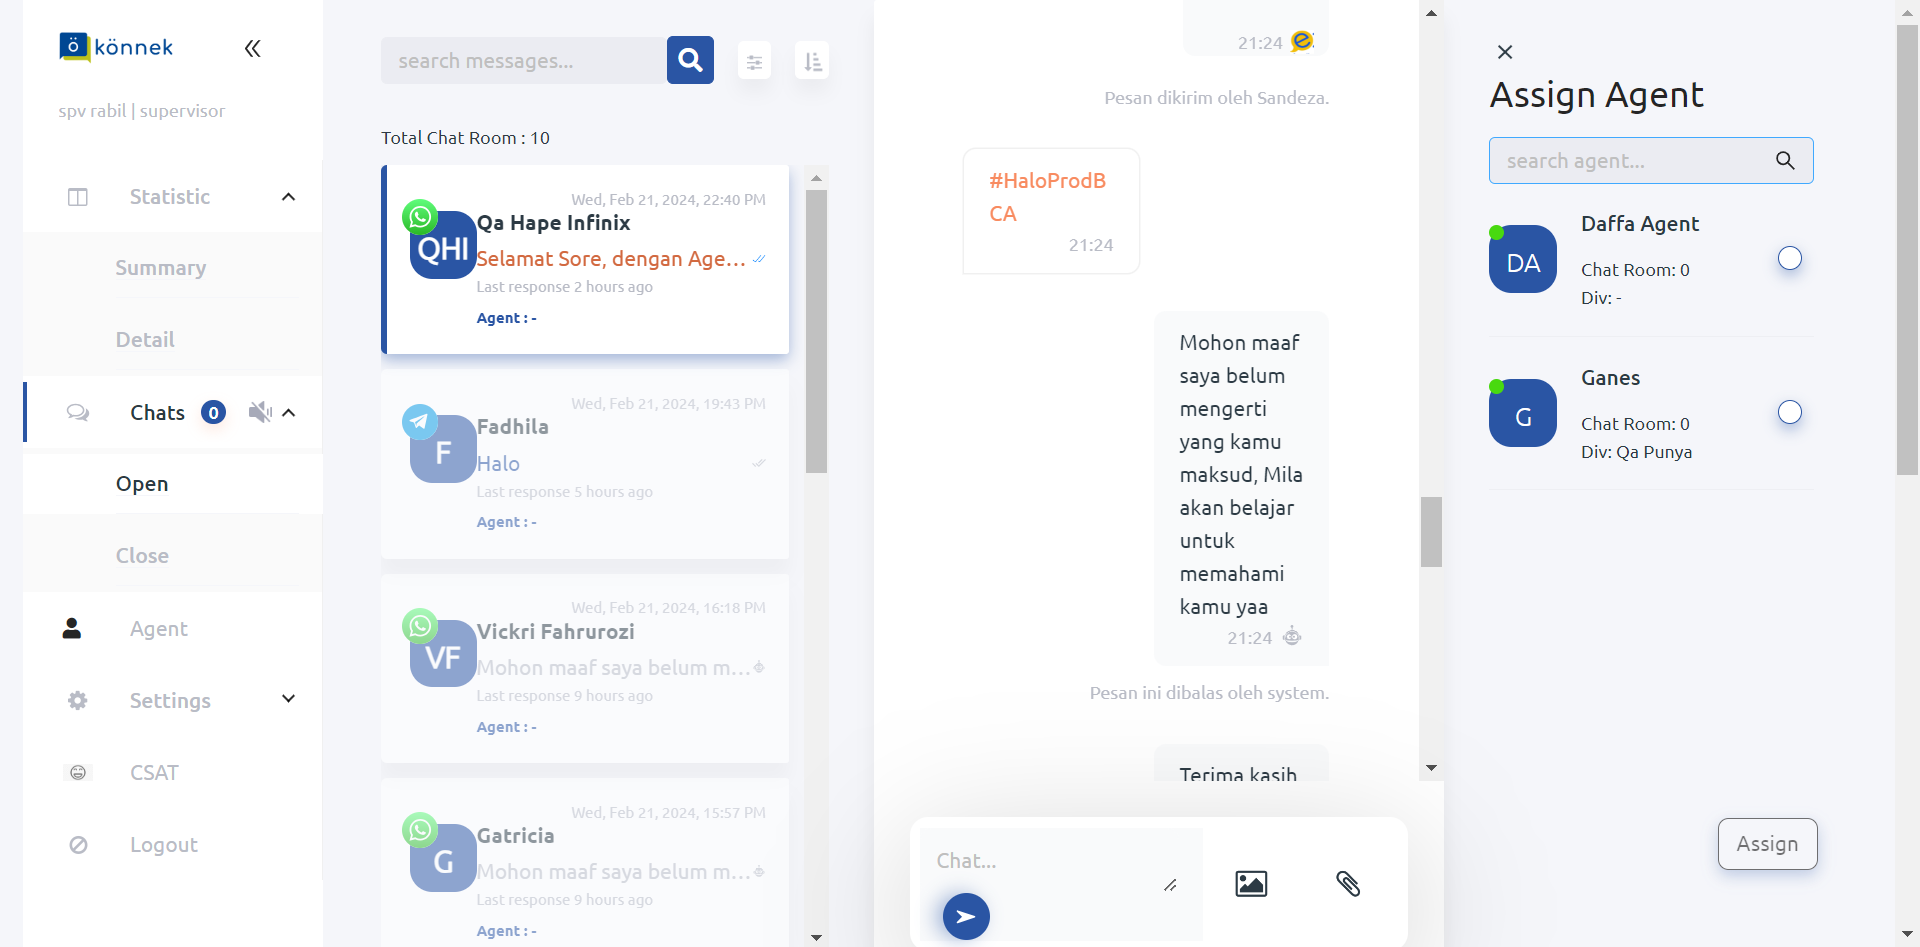 könnek
spv rabil | supervisor
Statistic
Summary
Detail
Chats 0
Open
Close
Agent
Settings
CSAT
Logout
search messages...
Total Chat Room : 10
Wed, Feb 21, 2024, 22:40 PM
QHI
Qa Hape Infinix
Selamat Sore, dengan Age...
Last response 2 hours ago
Agent : -
Wed, Feb 21, 2024, 19:43 PM
F
Fadhila
Halo
Last response 5 hours ago
Agent : -
Wed, Feb 21, 2024, 16:18 PM
VF
Vickri Fahrurozi
Mohon maaf saya belum m...
Last response 9 hours ago
Agent : -
Wed, Feb 21, 2024, 15:57 PM
G
Gatricia
Mohon maaf saya belum m...
Last response 9 hours ago
Agent : -
21:24
Pesan dikirim oleh Sandeza.
#HaloProdB
CA
21:24
Mohon maaf
saya belum
mengerti
yang kamu
maksud, Mila
akan belajar
untuk
memahami
kamu yaa
21:24
Pesan ini dibalas oleh system.
Terima kasih
Chat...
Assign Agent
search agent...
DA
Daffa Agent
Chat Room: 0
Div: -
G
Ganes
Chat Room: 0
Div: Qa Punya
Assign